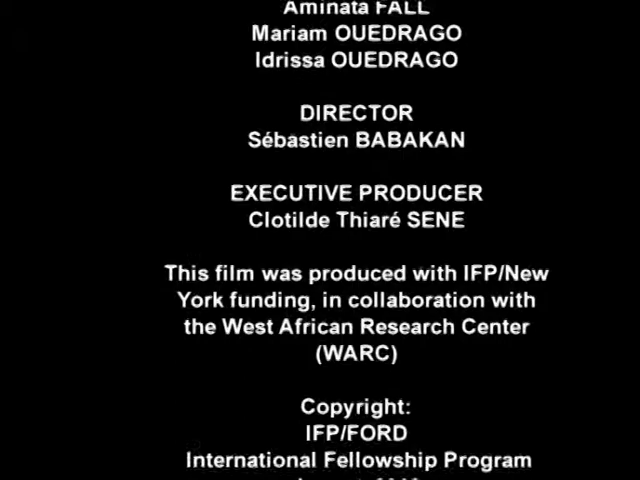 Aminata FALL
Mariam OUEDRAGO
Idrissa OUEDRAGO
DIRECTOR
Sébastien BABAKAN
EXECUTIVE PRODUCER
Clotilde Thiaré SENE
This film was produced with IFP/New
York funding, in collaboration with
the West African Research Center
(WARC)
Copyright:
IFP/FORD
International Fellowship Program